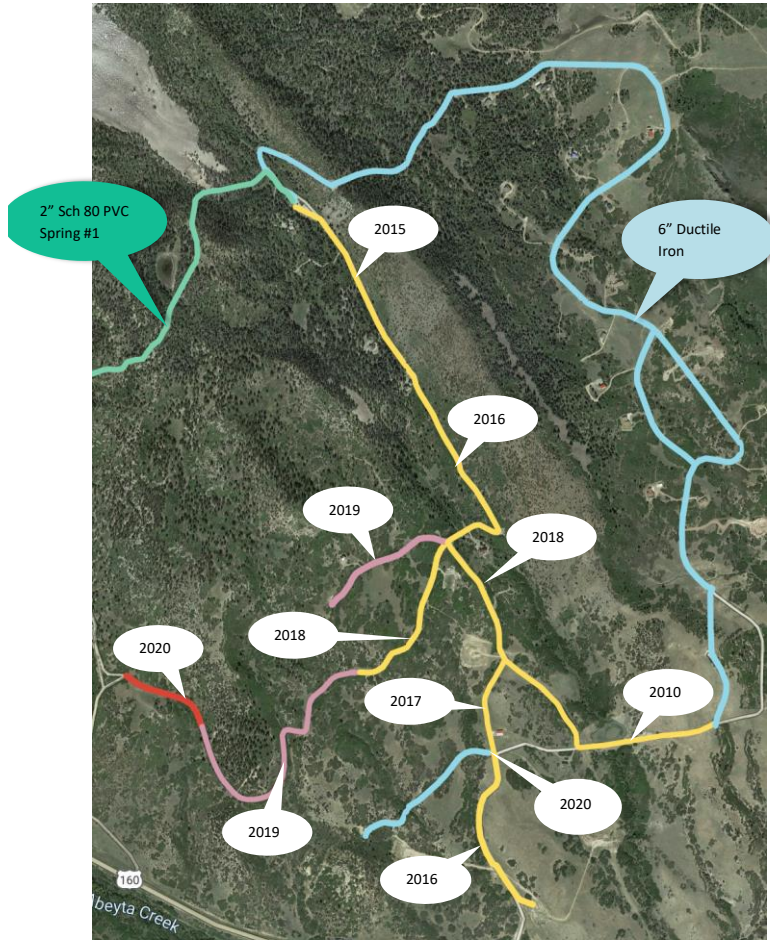 2” Sch 80 PVC
Spring #1
2015
6” Ductile
Iron
2016
2019
2018
2018
2020
2017
2010
2020
2019
2016
160
Abeyta Creek